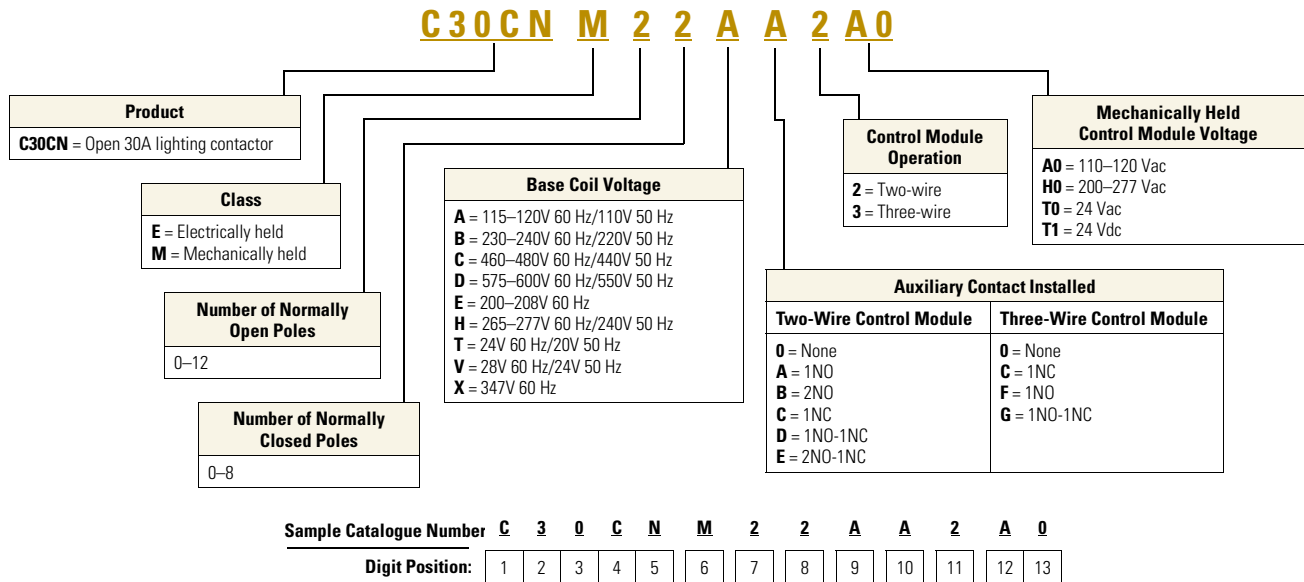 C30CN M 2 2 A A 2 A0
Product
C30CN = Open 30A lighting contactor
Class
E = Electrically held
M = Mechanically held
Number of Normally
Open Poles
0–12
Number of Normally
Closed Poles
0–8
Base Coil Voltage
A = 115–120V 60 Hz/110V 50 Hz
B = 230–240V 60 Hz/220V 50 Hz
C = 460–480V 60 Hz/440V 50 Hz
D = 575–600V 60 Hz/550V 50 Hz
E = 200–208V 60 Hz
H = 265–277V 60 Hz/240V 50 Hz
T = 24V 60 Hz/20V 50 Hz
V = 28V 60 Hz/24V 50 Hz
X = 347V 60 Hz
Control Module
Operation
2 = Two-wire
3 = Three-wire
Mechanically Held
Control Module Voltage
A0 = 110–120 Vac
H0 = 200–277 Vac
T0 = 24 Vac
T1 = 24 Vdc
Auxiliary Contact Installed
Two-Wire Control Module
0 = None
A = 1NO
B = 2NO
C = 1NC
D = 1NO-1NC
E = 2NO-1NC
Three-Wire Control Module
0 = None
C = 1NC
F = 1NO
G = 1NO-1NC
Sample Catalogue Number C 3 0 C N M 2 2 A A 2 A 0
Digit Position: 1 2 3 4 5 6 7 8 9 10 11 12 13